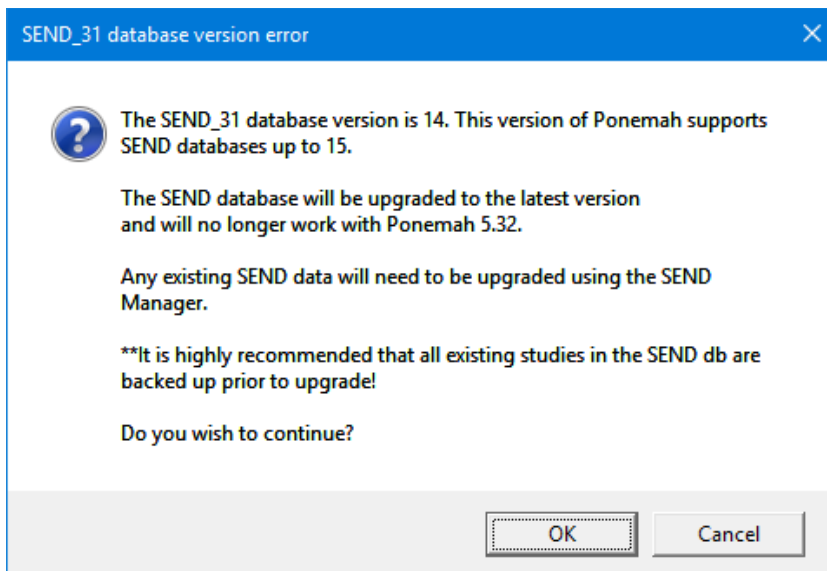 SEND_31 database version error
The SEND_31 database version is 14. This version of Ponemah supports
SEND databases up to 15.
The SEND database will be upgraded to the latest version
and will no longer work with Ponemah 5.32.
Any existing SEND data will need to be upgraded using the SEND
Manager.
**It is highly recommended that all existing studies in the SEND db are
backed up prior to upgrade!
Do you wish to continue?
OK Cancel